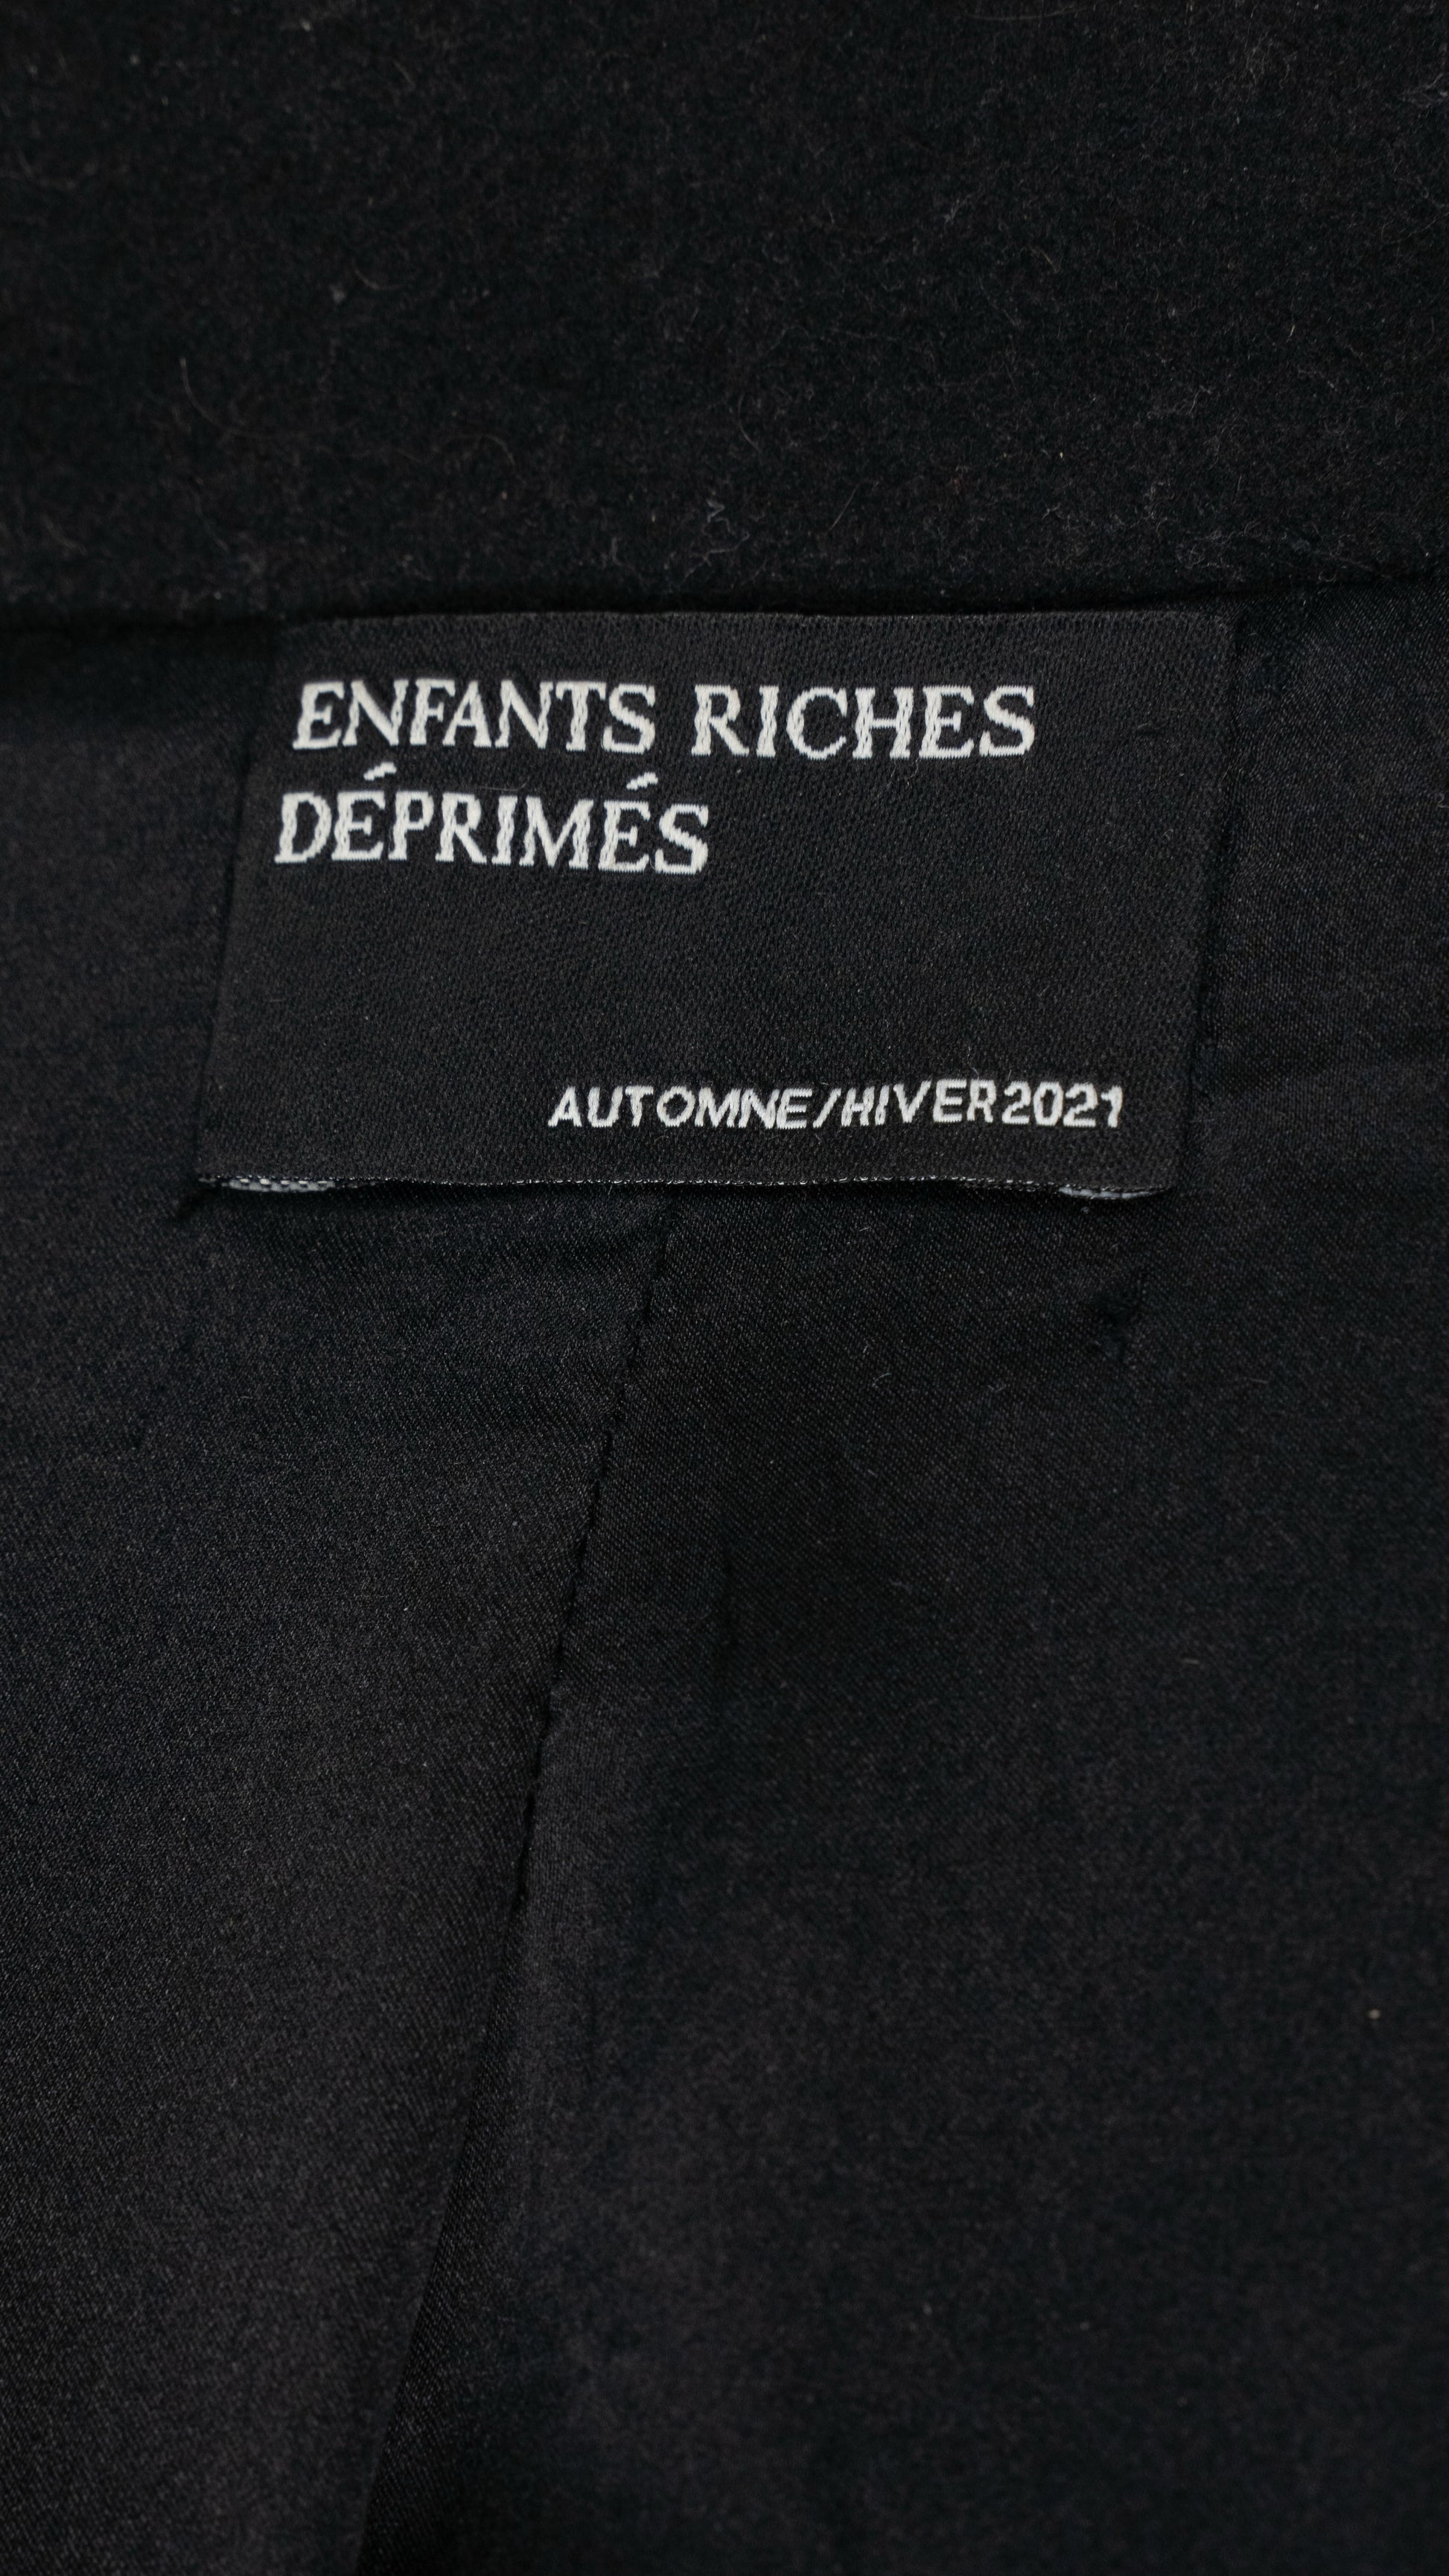 ENFANTS RICHES
DÉPRIMÉS
AUTOMNE/HIVER2021